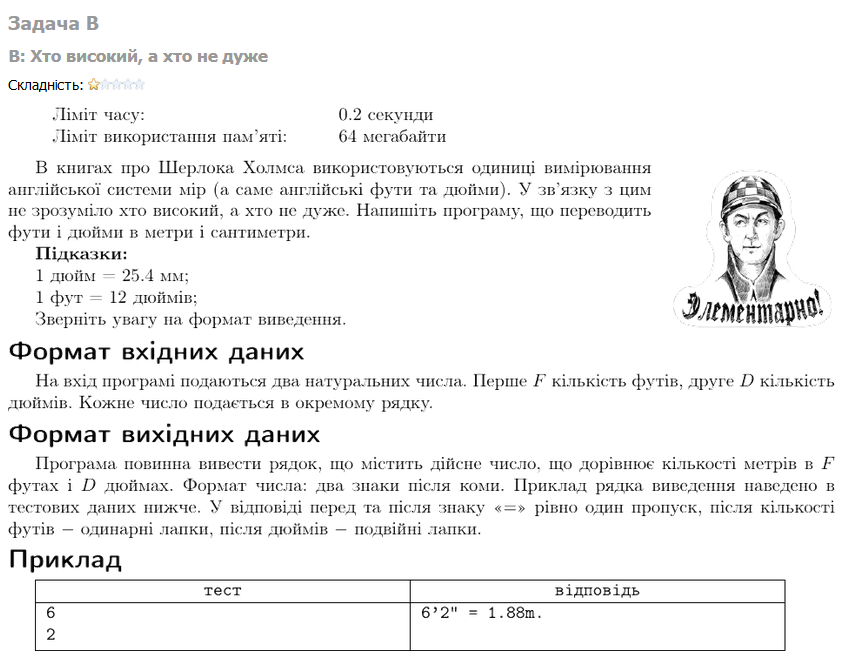 Задача B
B: Хто високий, а хто не дуже
Складність:
Ліміт часу: 0.2 секунди
Ліміт використання пам'яті: 64 мегабайти
В книгах про Шерлока Холмса використовуються одиниці вимірювання
англійської системи мір (а саме англійські фути та дюйми). У зв'язку з цим
не зрозуміло хто високий, а хто не дуже. Напишіть програму, що переводить
фути і дюйми в метри і сантиметри.
Підказки:
1 дюйм = 25.4 мм;
1 фут = 12 дюймів;
Зверніть увагу на формат виведення.
Элементарно!
Формат вхідних даних
На вхід програмі подаються два натуральних числа. Перше F кількість футів, друге D кількість
дюймів. Кожне число подається в окремому рядку.
Формат вихідних даних
Програма повинна вивести рядок, що містить дійсне число, що дорівнює кількості метрів в F
футах і D дюймах. Формат числа: два знаки після коми. Приклад рядка виведення наведено в
тестових даних нижче. У відповіді перед та після знаку «=» рівно один пропуск, після кількості
футів − одинарні лапки, після дюймів − подвійні лапки.
Приклад
тест відповідь
6 6'2" = 1.88m.
2